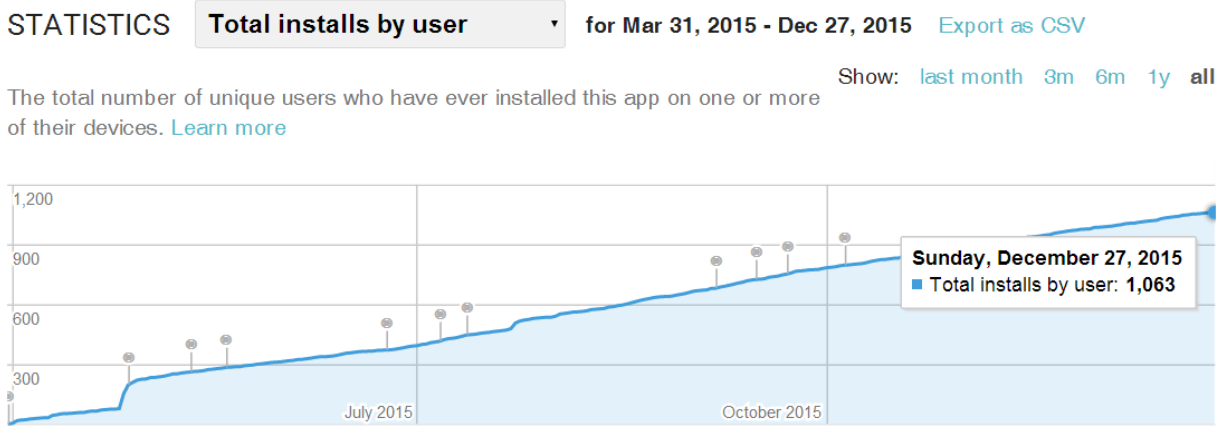 STATISTICS Total installs by user for Mar 31, 2015 - Dec 27, 2015 Export as CSV
Show: last month 3m 6m 1y all
The total number of unique users who have ever installed this app on one or more
of their devices. Learn more
1,200
900
600
300
July 2015 October 2015
Sunday, December 27, 2015
Total installs by user: 1,063